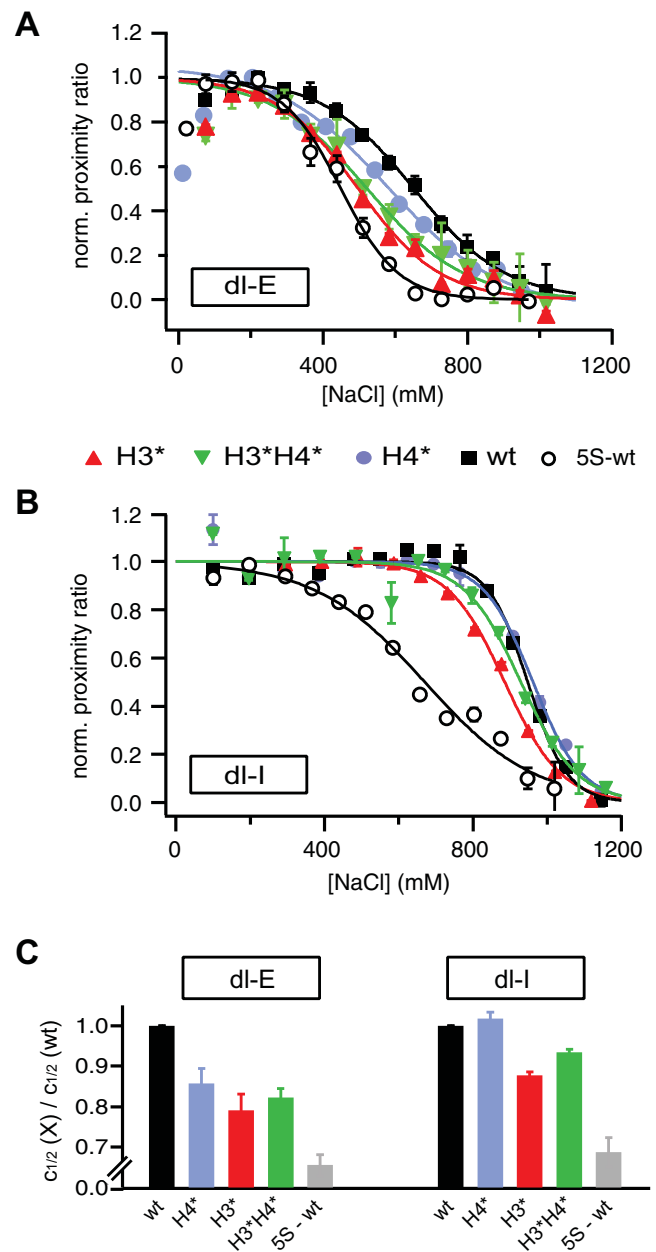 A
norm. proximity ratio
1.2
1.0
0.8
0.6
0.4
0.2
0.0
dl-E
0
400
800
1200
[NaCl] (mM)
H3* H3*H4* H4* wt 5S-wt
B
norm. proximity ratio
1.2
1.0
0.8
0.6
0.4
0.2
0.0
dl-I
0
400
800
1200
[NaCl] (mM)
C
dl-E
dl-I
c1/2 (X) / c1/2 (wt)
1.0
0.9
0.8
0.7
0.0
wt
H4*
H3*
H3*H4*
5S - wt
wt
H4*
H3*
H3*H4*
5S - wt